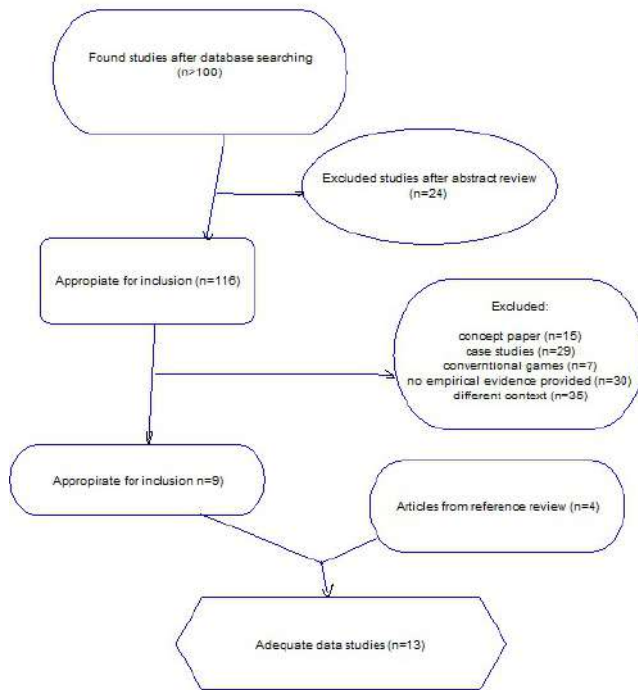 Found studies after database searching
(n>100)
Excluded studies after abstract review
(n=24)
Appropiate for inclusion (n=116)
Excluded:
concept paper (n=15)
case studies (n=29)
converntional games (n=7)
no empirical evidence provided (n=30)
different context (n=35)
Appropirate for inclusion n=9)
Articles from reference review (n=4)
Adequate data studies (n=13)